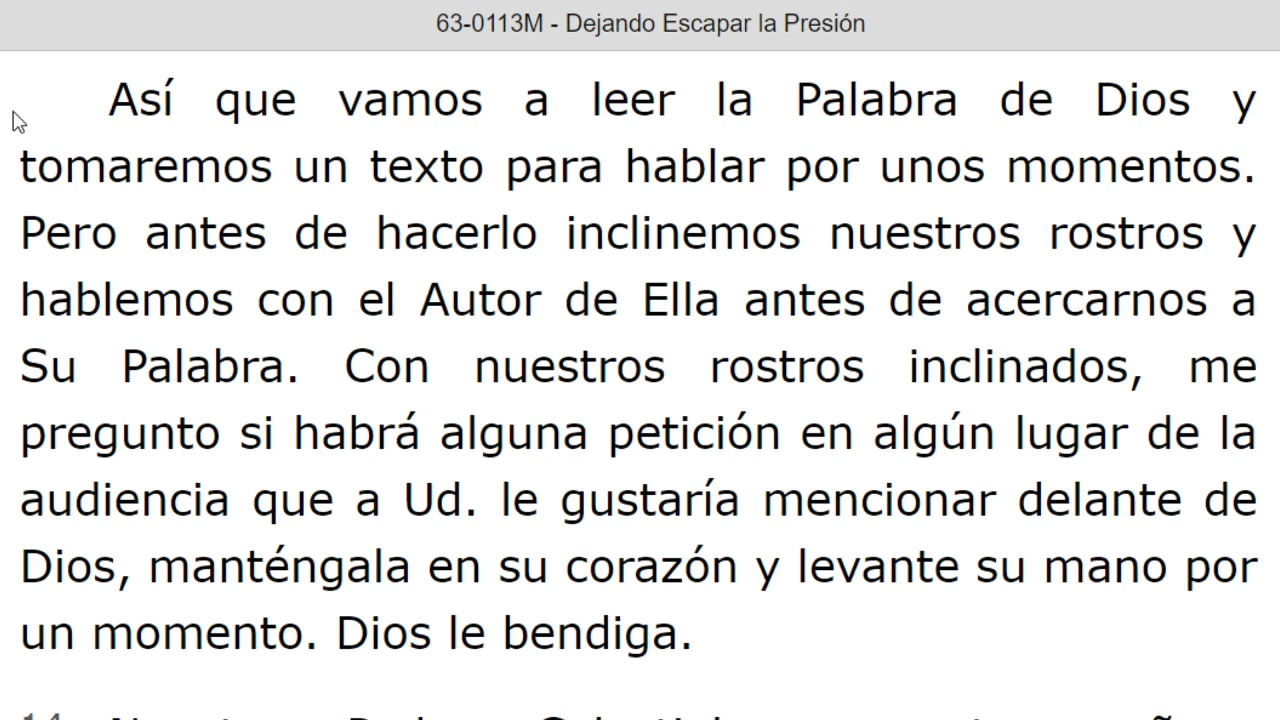 63-0113M - Dejando Escapar la Presión
Así que vamos a leer la Palabra de Dios y
tomaremos un texto para hablar por unos momentos.
Pero antes de hacerlo inclinemos nuestros rostros y
hablemos con el Autor de Ella antes de acercarnos a
Su Palabra. Con nuestros rostros inclinados, me
pregunto si habrá alguna petición en algún lugar de la
audiencia que a Ud. le gustaría mencionar delante de
Dios, manténgala en su corazón y levante su mano por
un momento. Dios le bendiga.